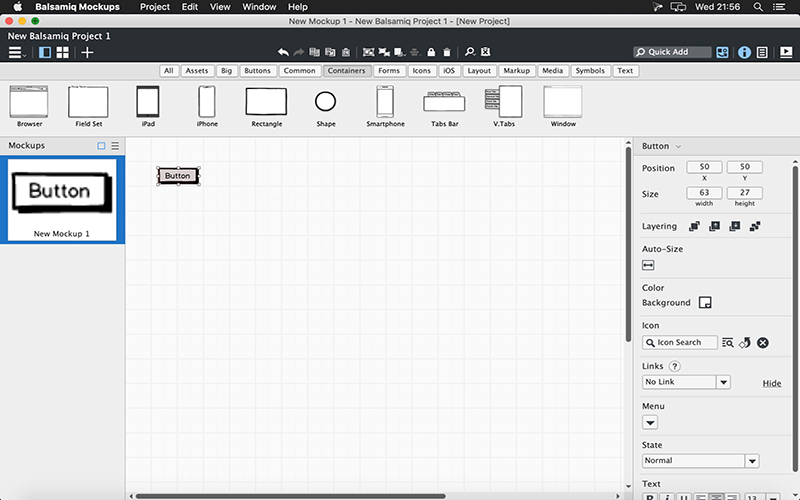 Balsamiq Mockups Project Edit View Window Help Wed 21:56
New Mockup 1 - New Balsamiq Project 1 - [New Project]
New Balsamiq Project 1
Quick Add
All Assets Big Buttons Common Containers Forms Icons iOS Layout Markup Media Symbols Text
Browser Field Set iPad iPhone Rectangle Shape Smartphone Tabs Bar V.Tabs Window
Mockups
Button
New Mockup 1
Button
Button
Position 50 50
X Y
Size 63 27
width height
Layering
Auto-Size
Color
Background
Icon
Icon Search
Links ?
No Link Hide
Menu
State
Normal
Text
B i U 13